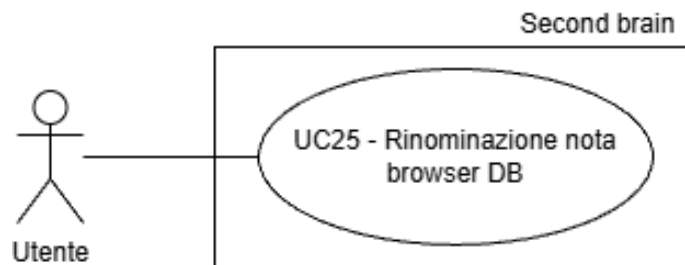 Second brain
UC25 - Rinominazione nota
browser DB
Utente